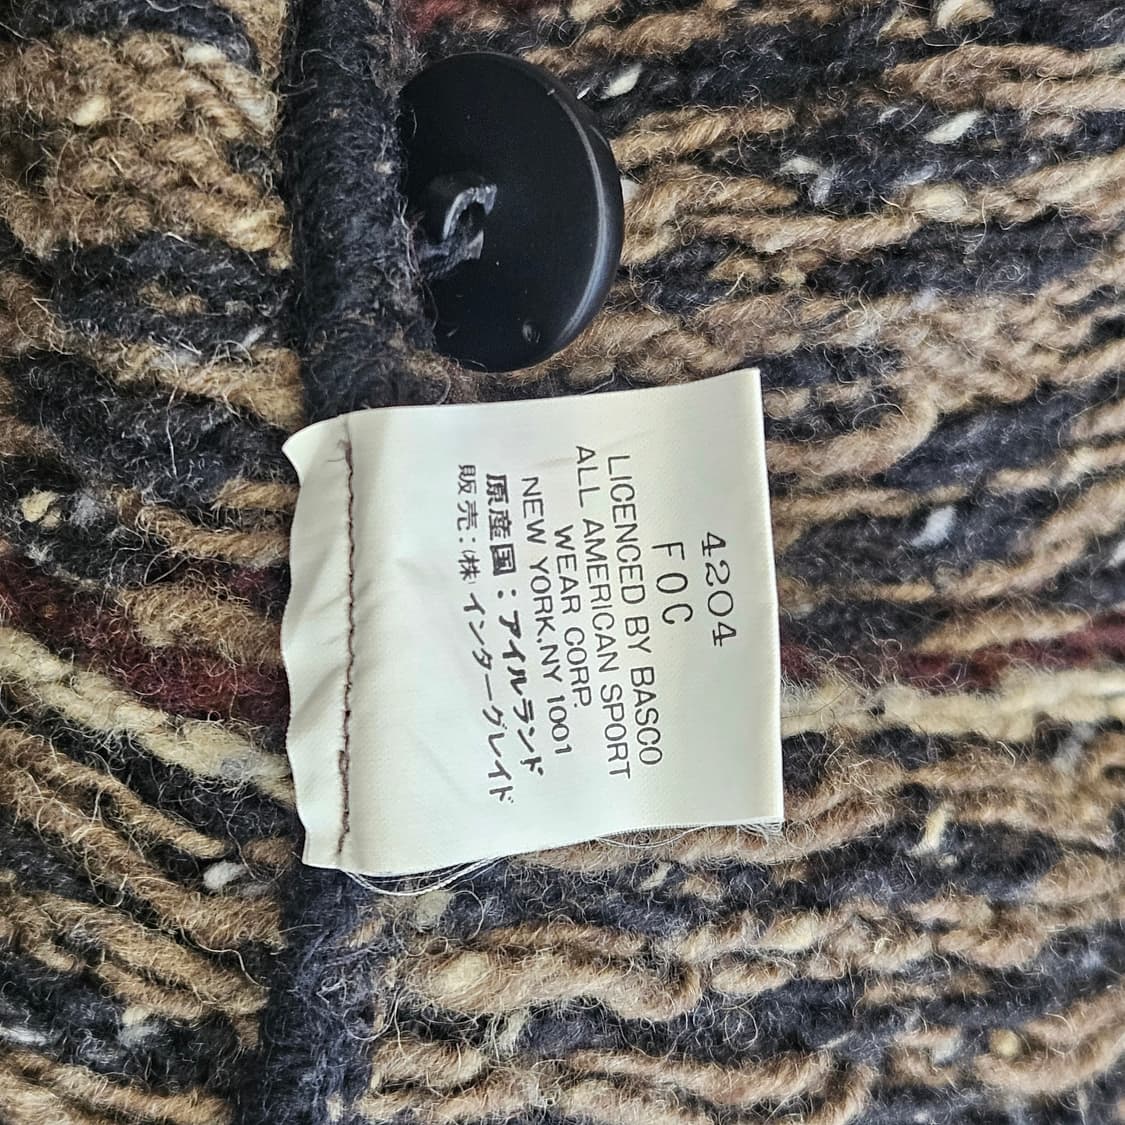 4204
FOC
LICENCED BY BASCO
ALL AMERICAN SPORT
WEAR CORP.
NEW YORK.NY 1001
原産国：アイルランド
販売：㈱インターグレイド